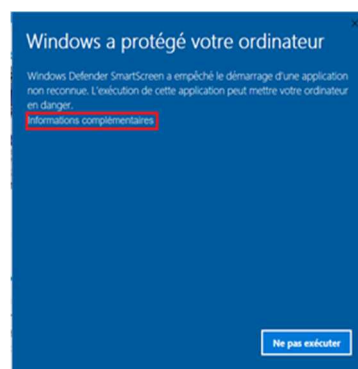 Windows a protégé votre ordinateur
Windows Defender SmartScreen a empêché le démarrage d'une application
non reconnue. L'exécution de cette application peut mettre votre ordinateur
en danger.
Informations complémentaires
Ne pas exécuter